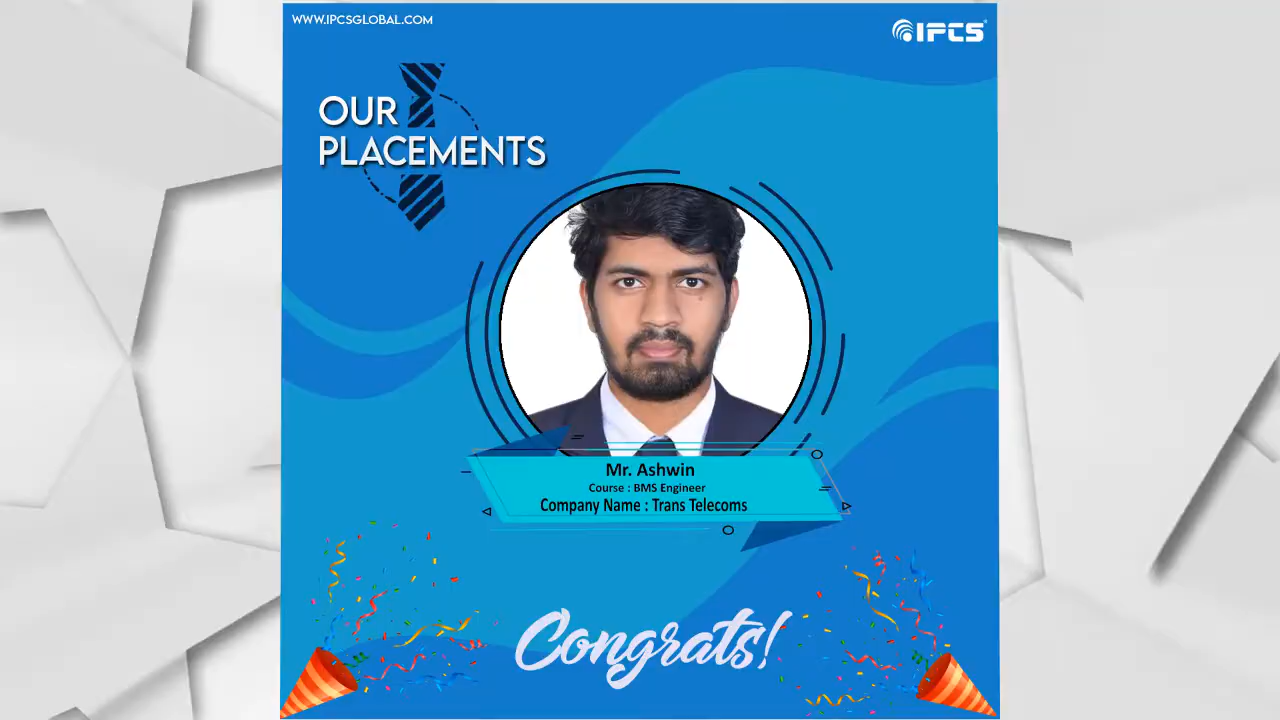 WWW.IPCSGLOBAL.COM
IPCS
OUR
PLACEMENTS
Mr. Ashwin
Course : BMS Engineer
Company Name : Trans Telecoms
Congrats!